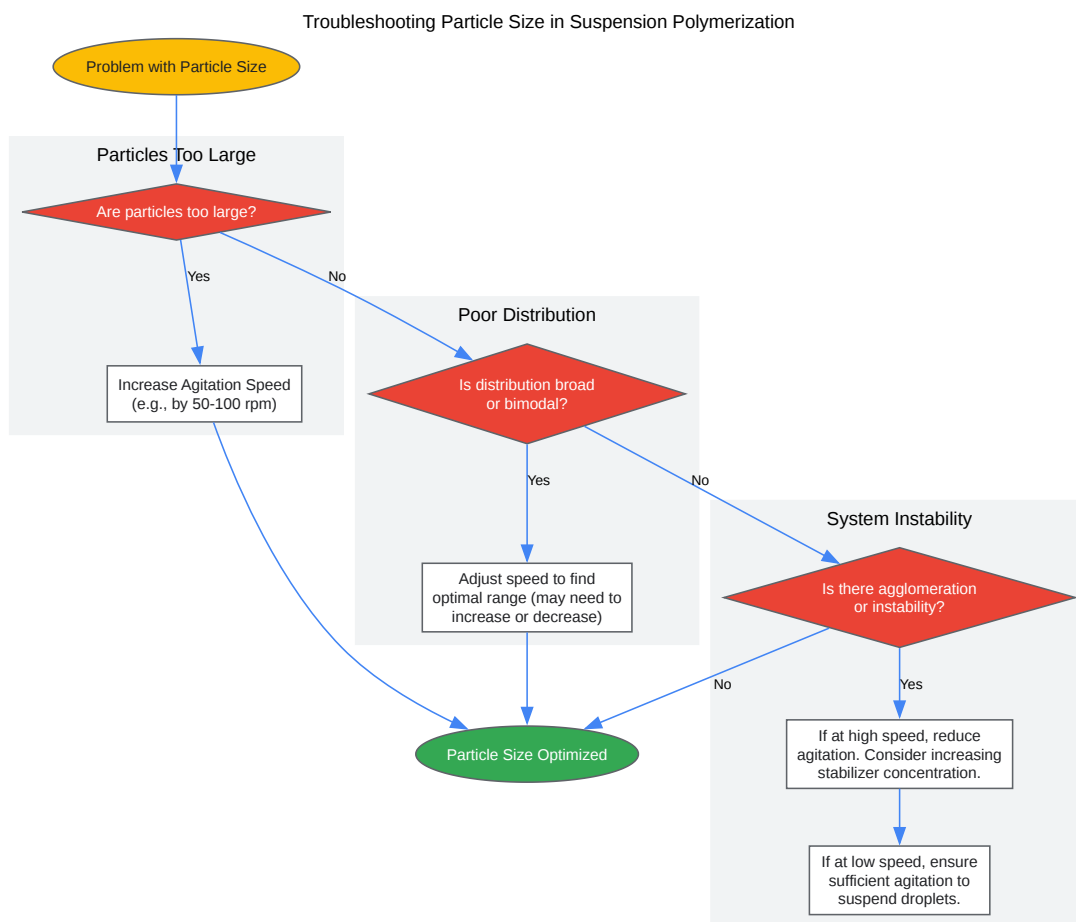 Troubleshooting Particle Size in Suspension Polymerization
Problem with Particle Size
Particles Too Large
Are particles too large?
Yes
No
Increase Agitation Speed
(e.g., by 50-100 rpm)
Poor Distribution
Is distribution broad
or bimodal?
Yes
No
Adjust speed to find
optimal range (may need to
increase or decrease)
System Instability
Is there agglomeration
or instability?
No
Yes
Particle Size Optimized
If at high speed, reduce
agitation. Consider increasing
stabilizer concentration.
If at low speed, ensure
sufficient agitation to
suspend droplets.